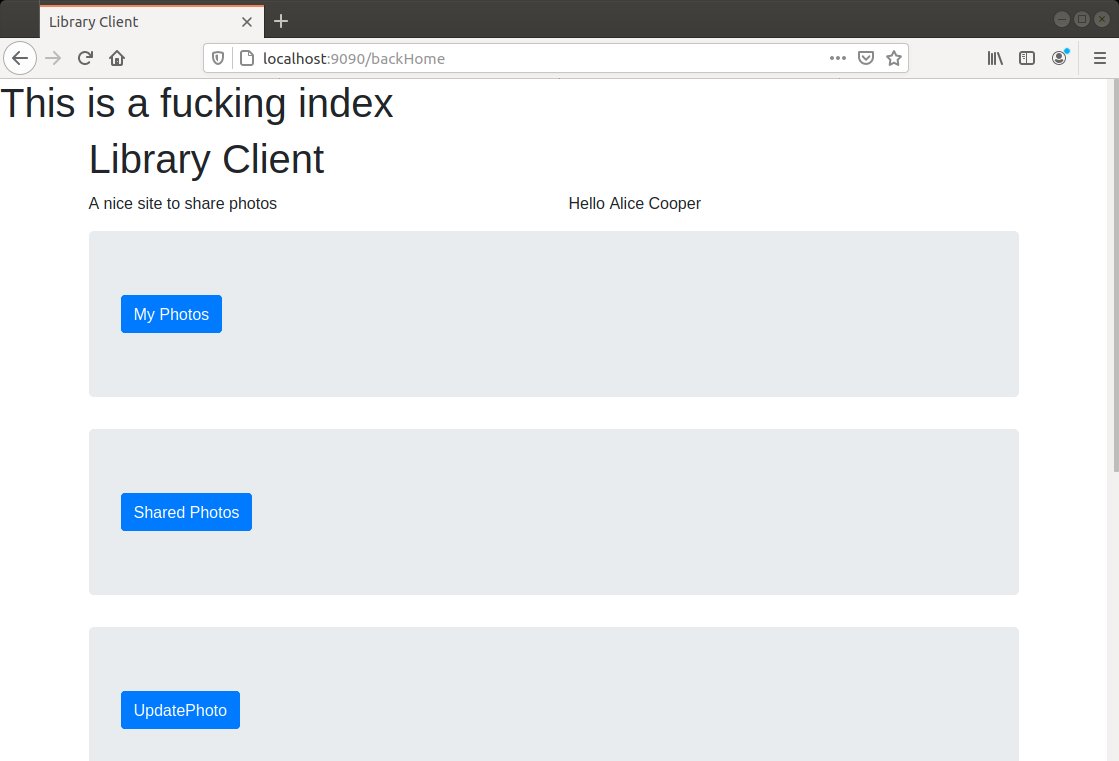 Library Client
localhost:9090/backHome
This is a fucking index
Library Client
A nice site to share photos Hello Alice Cooper
My Photos
Shared Photos
UpdatePhoto